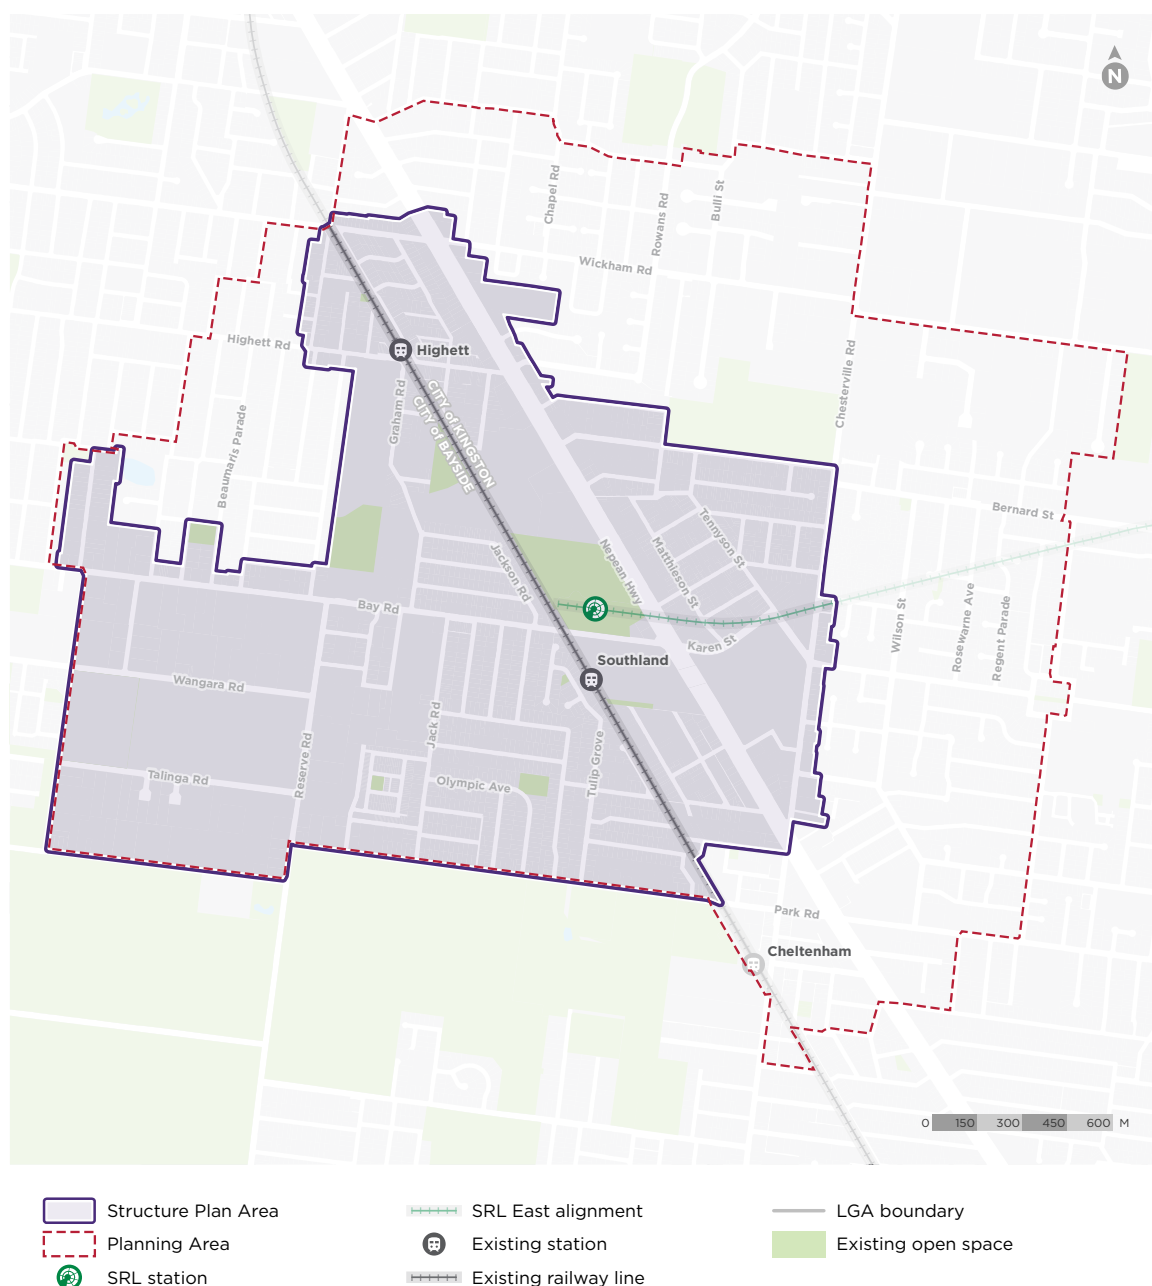 N
Chapel Rd
Rowans Rd
Bulli St
Wickham Rd
Highett Rd
Highett
Chesterville Rd
Graham Rd
CITY of KINGSTON
CITY of BAYSIDE
Beaumaris Parade
Bernard St
Tennyson St
Matthieson St
Nepean Hwy
Jackson Rd
Bay Rd
Wilson St
Rosewarne Ave
Regent Parade
Karen St
Southland
Wangara Rd
Jack Rd
Reserve Rd
Tulip Grove
Talinga Rd
Olympic Ave
Park Rd
Cheltenham
0 150 300 450 600 M
Structure Plan Area
Planning Area
SRL station
SRL East alignment
Existing station
Existing railway line
LGA boundary
Existing open space